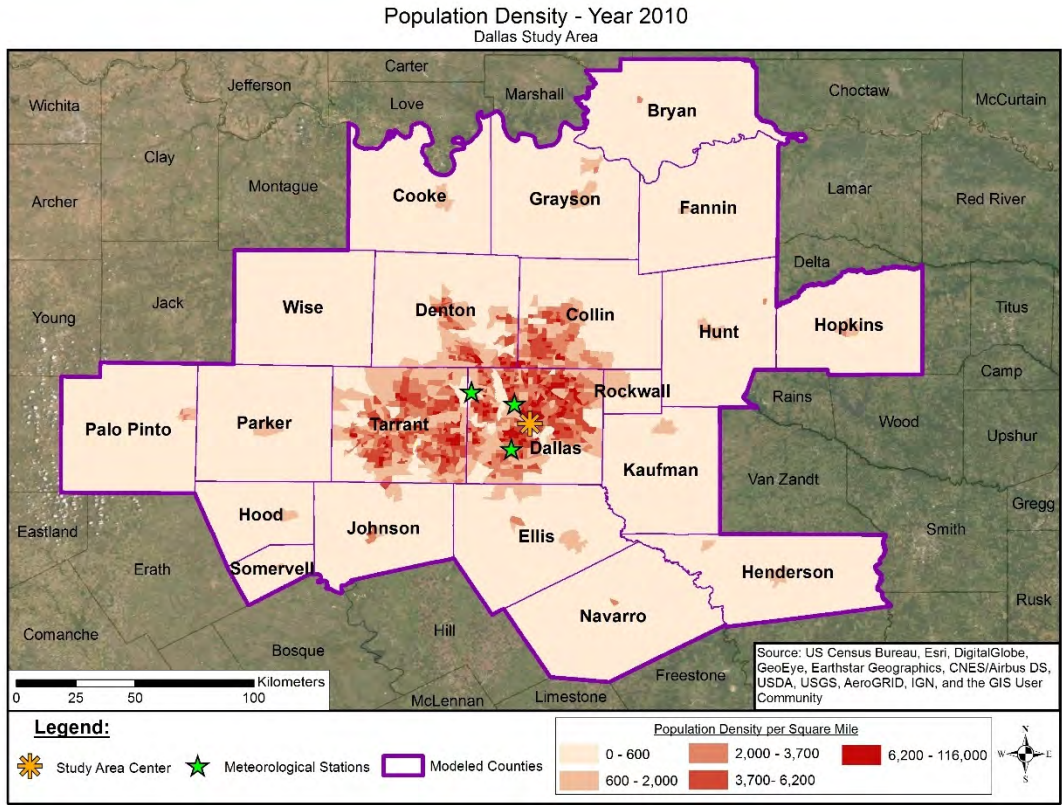 Population Density - Year 2010
Dallas Study Area
Carter
Jefferson
Wichita
Love
Marshall
Choctaw
McCurtain
Bryan
Clay
Montague
Archer
Cooke
Grayson
Fannin
Lamar
Red River
Delta
Young
Jack
Wise
Denton
Collin
Hunt
Hopkins
Titus
Camp
Rockwall
Rains
Wood
Upshur
Palo Pinto
Parker
Tarrant
Dallas
Kaufman
Van Zandt
Gregg
Eastland
Hood
Johnson
Ellis
Smith
Erath
Somervell
Henderson
Rusk
Navarro
Comanche
Hill
Bosque
Freestone
McLennan
Limestone
Source: US Census Bureau, Esri, DigitalGlobe,
GeoEye, Earthstar Geographics, CNES/Airbus DS,
USDA, USGS, AeroGRID, IGN, and the GIS User
Community
Kilometers
0 25 50 100
Legend:
Study Area Center
Meteorological Stations
Modeled Counties
Population Density per Square Mile
0 - 600
2,000 - 3,700
6,200 - 116,000
600 - 2,000
3,700- 6,200
N
W E
S